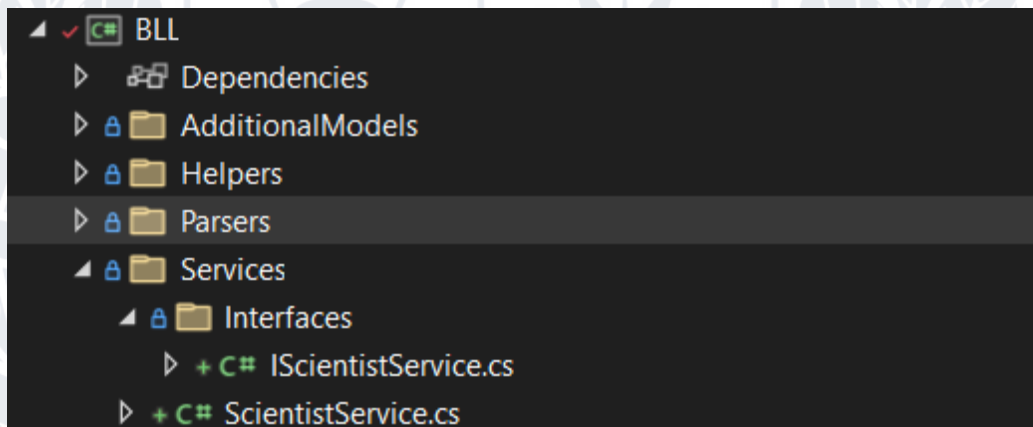 C# BLL
Dependencies
AdditionalModels
Helpers
Parsers
Services
Interfaces
+ C# IScientistService.cs
+ C# ScientistService.cs